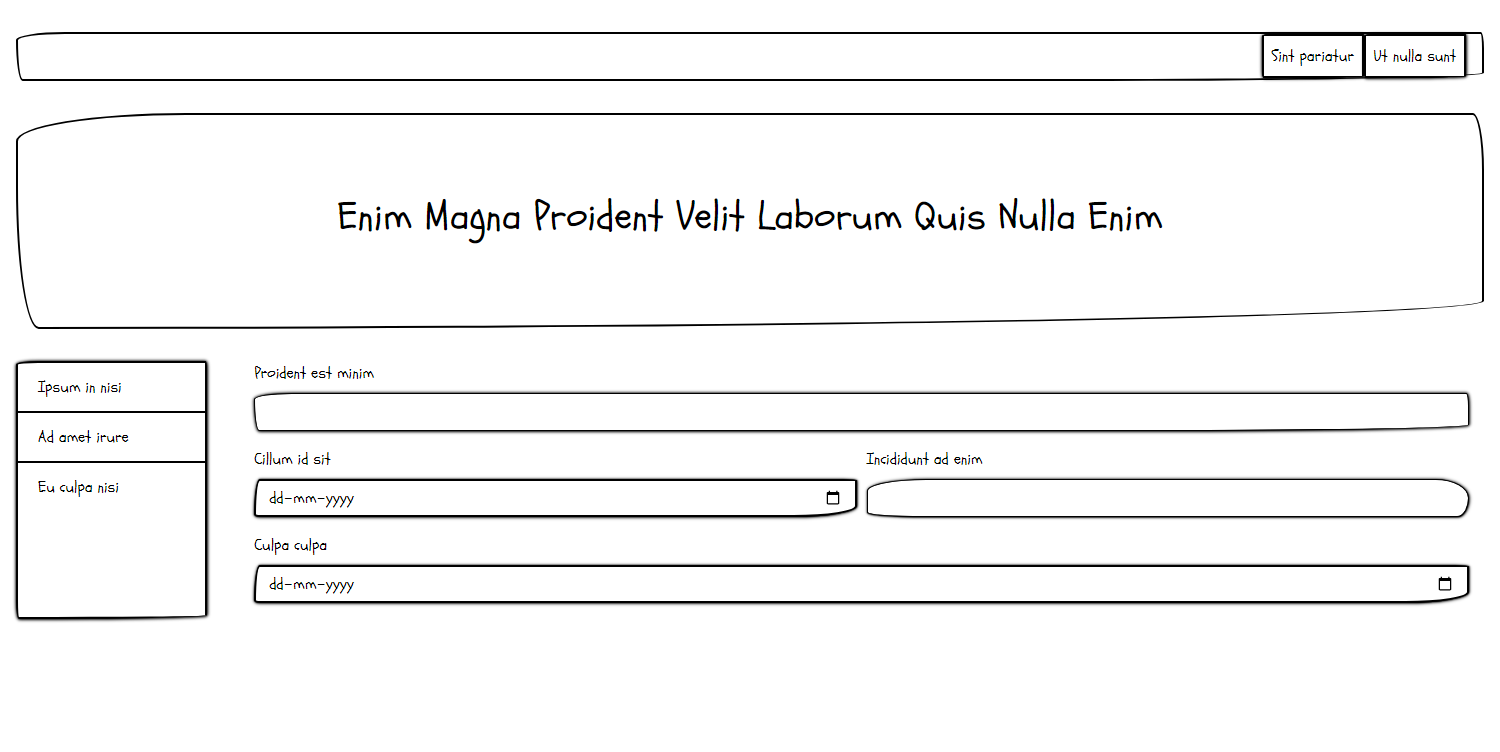 Sint pariatur
Ut nulla sunt
Enim Magna Proident Velit Laborum Quis Nulla Enim
Ipsum in nisi
Ad amet irure
Eu culpa nisi
Proident est minim
Cillum id sit
dd-mm-yyyy
Incididunt ad enim
Culpa culpa
dd-mm-yyyy